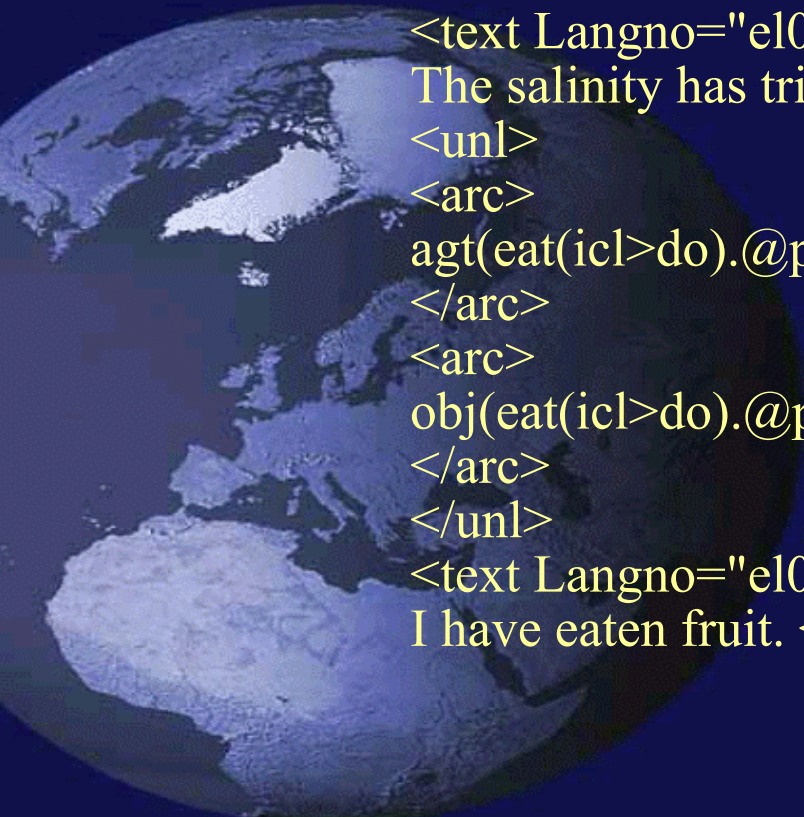 <text Langno="el0
The salinity has tri
<unl>
<arc>
agt(eat(icl>do).@p
</arc>
<arc>
obj(eat(icl>do).@p
</arc>
</unl>
<text Langno="el0
I have eaten fruit. <